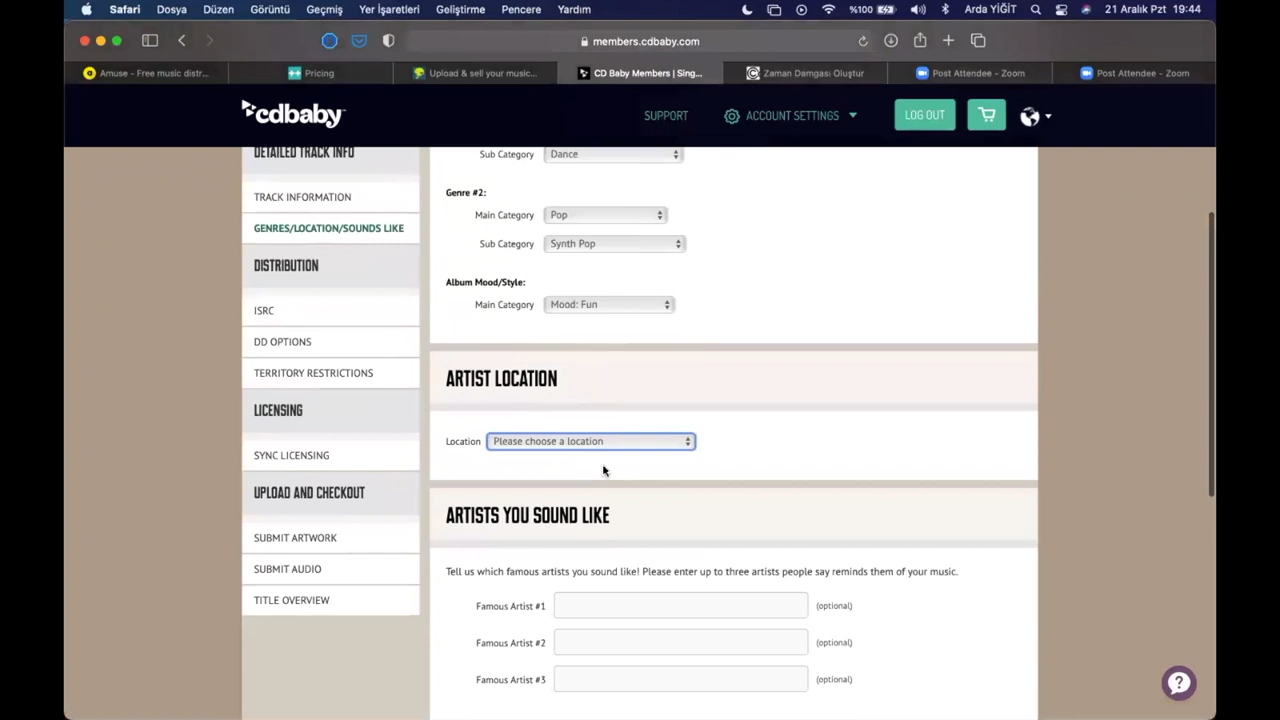 Safari Dosya Düzen Görüntü Geçmiş Yer İşaretleri Geliştirme Pencere Yardım %100 Arda YİĞİT 21 Aralık Pzt 19:44
members.cdbaby.com
Amuse - Free music distr... Pricing Upload & sell your music... CD Baby Members | Sing... Zaman Damgası Oluştur Post Attendee - Zoom Post Attendee - Zoom
cdbaby SUPPORT ACCOUNT SETTINGS LOG OUT
DETAILED TRACK INFO
TRACK INFORMATION
GENRES/LOCATION/SOUNDS LIKE
DISTRIBUTION
ISRC
DD OPTIONS
TERRITORY RESTRICTIONS
LICENSING
SYNC LICENSING
UPLOAD AND CHECKOUT
SUBMIT ARTWORK
SUBMIT AUDIO
TITLE OVERVIEW
Sub Category Dance
Genre #2:
Main Category Pop
Sub Category Synth Pop
Album Mood/Style:
Main Category Mood: Fun
ARTIST LOCATION
Location Please choose a location
ARTISTS YOU SOUND LIKE
Tell us which famous artists you sound like! Please enter up to three artists people say reminds them of your music.
Famous Artist #1 (optional)
Famous Artist #2 (optional)
Famous Artist #3 (optional)
?